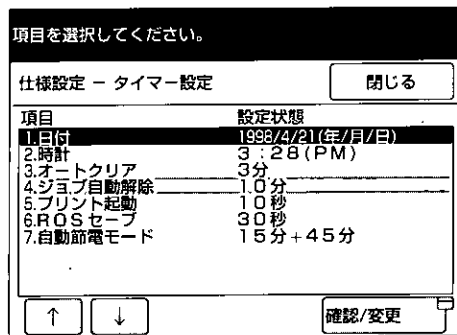 項目を選択してください。
仕様設定 － タイマー設定
閉じる
項目 設定状態
1.日付 1998/4/21(年/月/日)
2.時計 3：28(PM)
3.オートクリア 3分
4.ジョブ自動解除 10分
5.プリント起動 10秒
6.ROSセーブ 30秒
7.自動節電モード 15分+45分
↑ ↓ 確認/変更